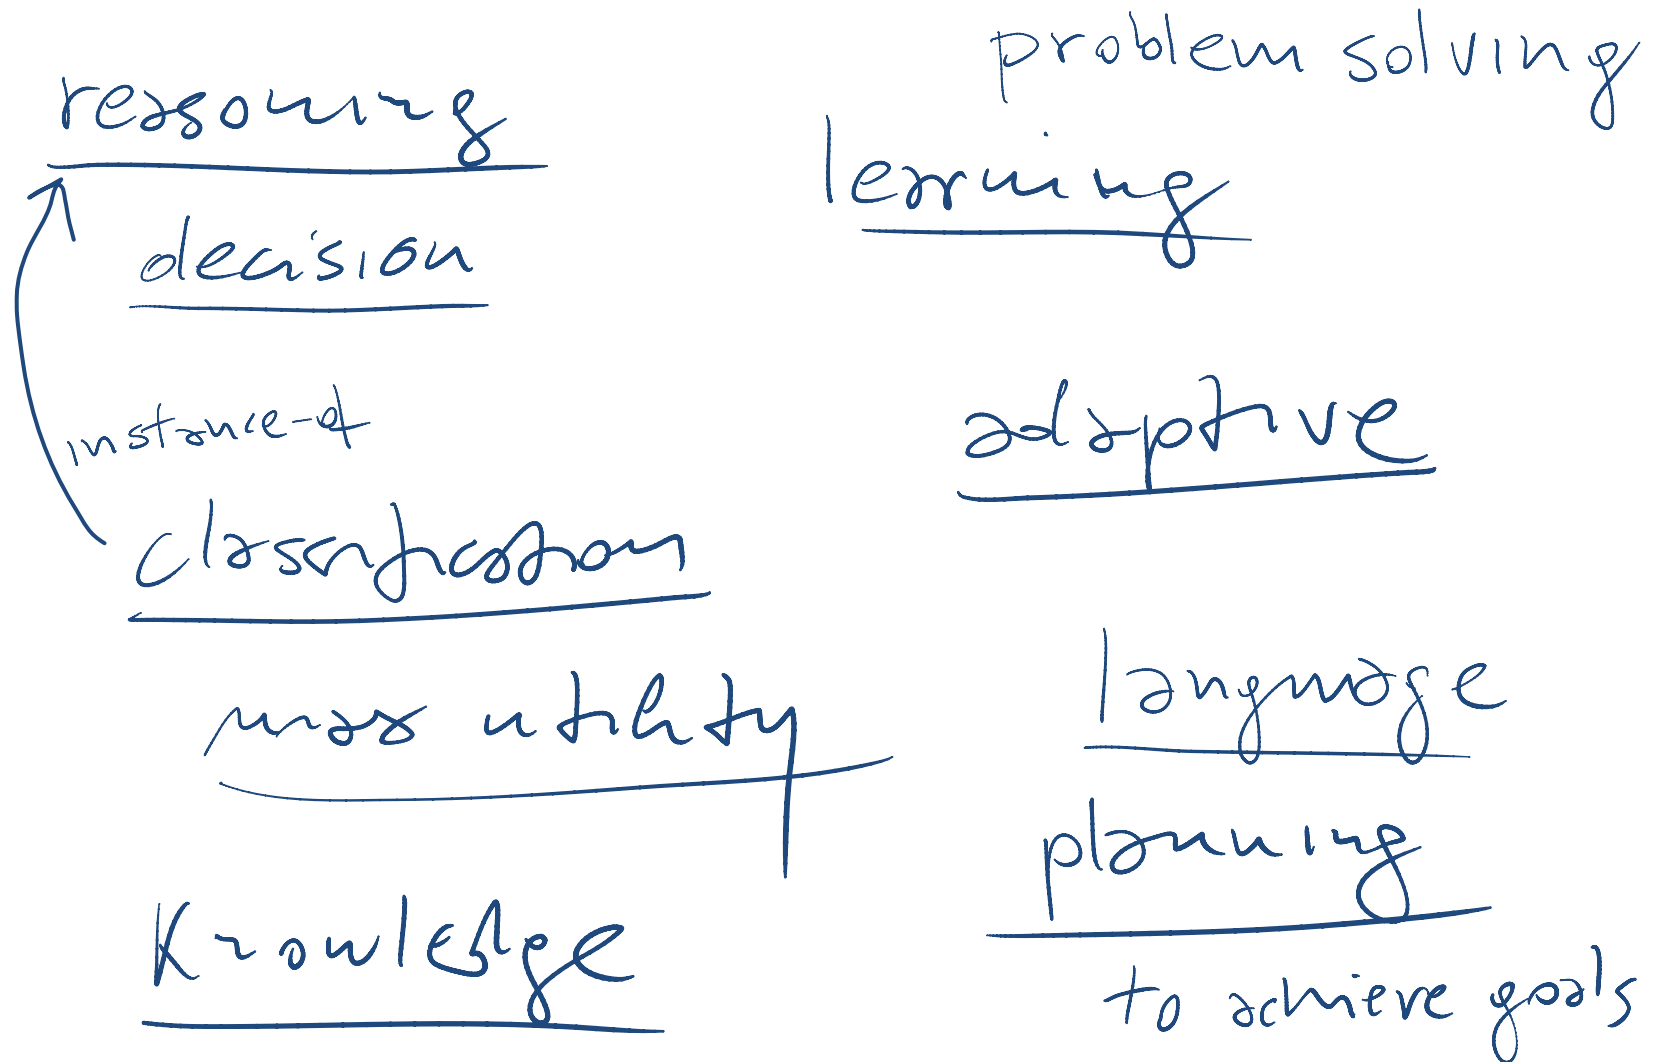 reasoning
decision
instance-of
classification
max utility
Knowledge
problem solving
learning
adaptive
language
planning
to achieve goals